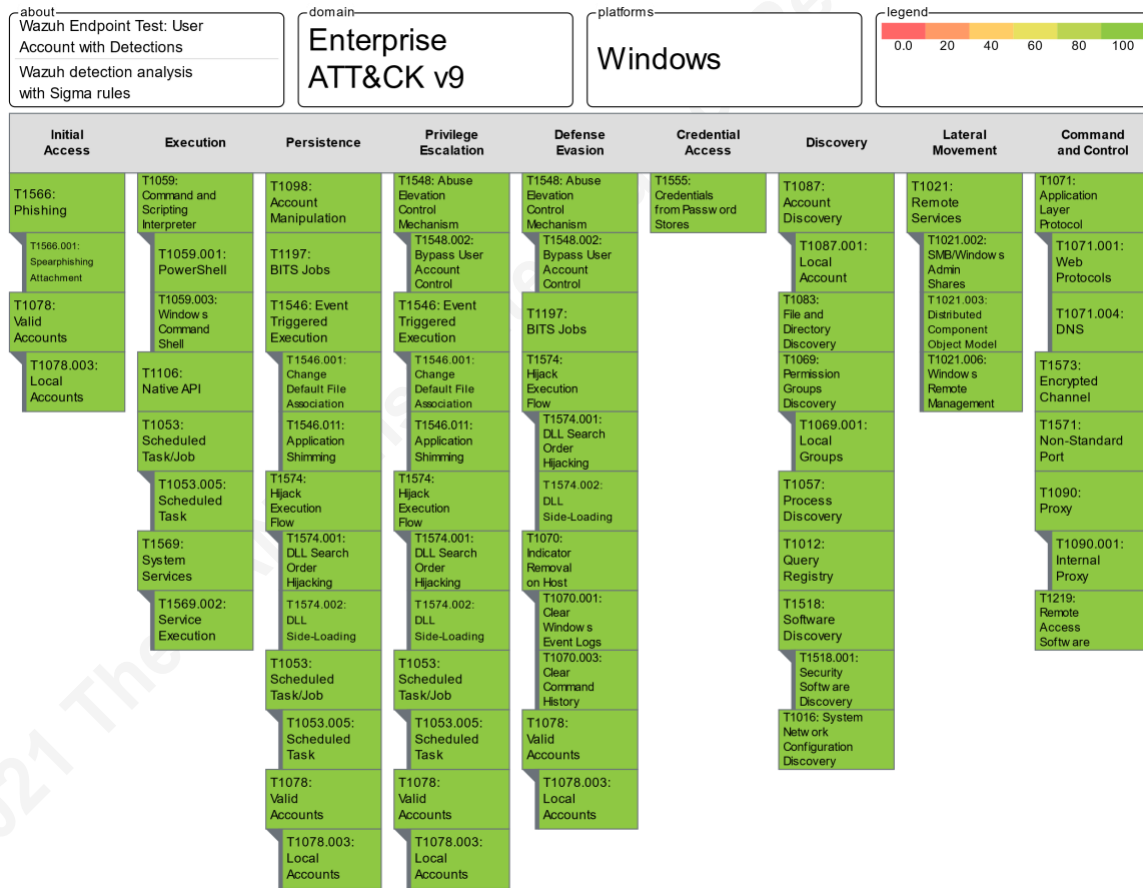 about
Wazuh Endpoint Test: User
Account with Detections
Wazuh detection analysis
with Sigma rules
domain
Enterprise
ATT&CK v9
platforms
Windows
legend
0.0 20 40 60 80 100
Initial
Access
T1566:
Phishing
T1566.001:
Spearphishing
Attachment
T1078:
Valid
Accounts
T1078.003:
Local
Accounts
Execution
T1059:
Command and
Scripting
Interpreter
T1059.001:
PowerShell
T1059.003:
Windows
Command
Shell
T1106:
Native API
T1053:
Scheduled
Task/Job
T1053.005:
Scheduled
Task
T1569:
System
Services
T1569.002:
Service
Execution
Persistence
T1098:
Account
Manipulation
T1197:
BITS Jobs
T1546: Event
Triggered
Execution
T1546.001:
Change
Default File
Association
T1546.011:
Application
Shimming
T1574:
Hijack
Execution
Flow
T1574.001:
DLL Search
Order
Hijacking
T1574.002:
DLL
Side-Loading
T1053:
Scheduled
Task/Job
T1053.005:
Scheduled
Task
T1078:
Valid
Accounts
T1078.003:
Local
Accounts
Privilege
Escalation
T1548: Abuse
Elevation
Control
Mechanism
T1548.002:
Bypass User
Account
Control
T1546: Event
Triggered
Execution
T1546.001:
Change
Default File
Association
T1546.011:
Application
Shimming
T1574:
Hijack
Execution
Flow
T1574.001:
DLL Search
Order
Hijacking
T1574.002:
DLL
Side-Loading
T1053:
Scheduled
Task/Job
T1053.005:
Scheduled
Task
T1078:
Valid
Accounts
T1078.003:
Local
Accounts
Defense
Evasion
T1548: Abuse
Elevation
Control
Mechanism
T1548.002:
Bypass User
Account
Control
T1197:
BITS Jobs
T1574:
Hijack
Execution
Flow
T1574.001:
DLL Search
Order
Hijacking
T1574.002:
DLL
Side-Loading
T1070:
Indicator
Removal
on Host
T1070.001:
Clear
Windows
Event Logs
T1070.003:
Clear
Command
History
T1078:
Valid
Accounts
T1078.003:
Local
Accounts
Credential
Access
T1555:
Credentials
from Password
Stores
Discovery
T1087:
Account
Discovery
T1087.001:
Local
Account
T1083:
File and
Directory
Discovery
T1069:
Permission
Groups
Discovery
T1069.001:
Local
Groups
T1057:
Process
Discovery
T1012:
Query
Registry
T1518:
Software
Discovery
T1518.001:
Security
Software
Discovery
T1016: System
Network
Configuration
Discovery
Lateral
Movement
T1021:
Remote
Services
T1021.002:
SMB/Windows
Admin
Shares
T1021.003:
Distributed
Component
Object Model
T1021.006:
Windows
Remote
Management
Command
and Control
T1071:
Application
Layer
Protocol
T1071.001:
Web
Protocols
T1071.004:
DNS
T1573:
Encrypted
Channel
T1571:
Non-Standard
Port
T1090:
Proxy
T1090.001:
Internal
Proxy
T1219:
Remote
Access
Software